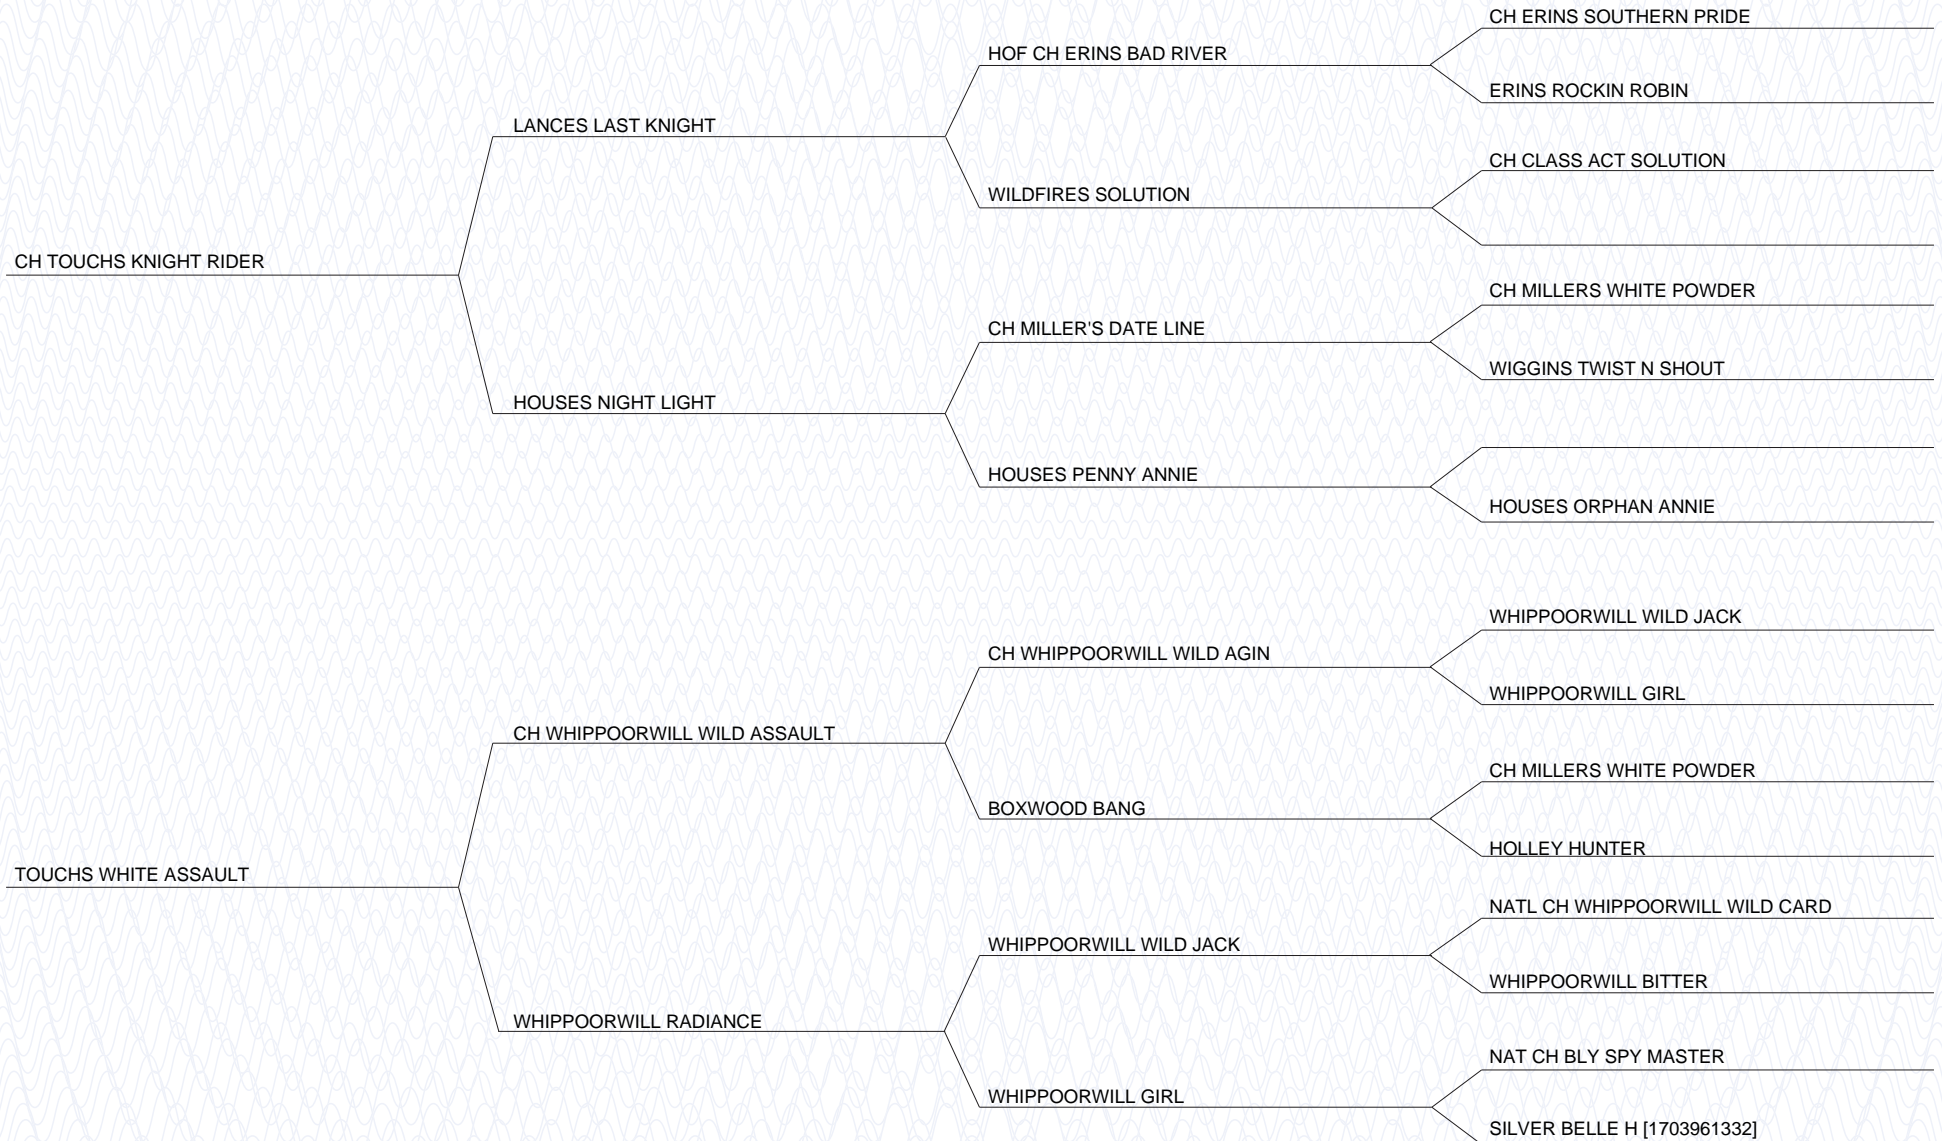 CH ERINS SOUTHERN PRIDE
HOF CH ERINS BAD RIVER
ERINS ROCKIN ROBIN
LANCES LAST KNIGHT
CH CLASS ACT SOLUTION
WILDFIRES SOLUTION
CH TOUCHS KNIGHT RIDER
CH MILLERS WHITE POWDER
CH MILLER'S DATE LINE
WIGGINS TWIST N SHOUT
HOUSES NIGHT LIGHT
HOUSES PENNY ANNIE
HOUSES ORPHAN ANNIE
WHIPPOORWILL WILD JACK
CH WHIPPOORWILL WILD AGIN
WHIPPOORWILL GIRL
CH WHIPPOORWILL WILD ASSAULT
CH MILLERS WHITE POWDER
BOXWOOD BANG
HOLLEY HUNTER
TOUCHS WHITE ASSAULT
NATL CH WHIPPOORWILL WILD CARD
WHIPPOORWILL WILD JACK
WHIPPOORWILL BITTER
WHIPPOORWILL RADIANCE
NAT CH BLY SPY MASTER
WHIPPOORWILL GIRL
SILVER BELLE H [1703961332]